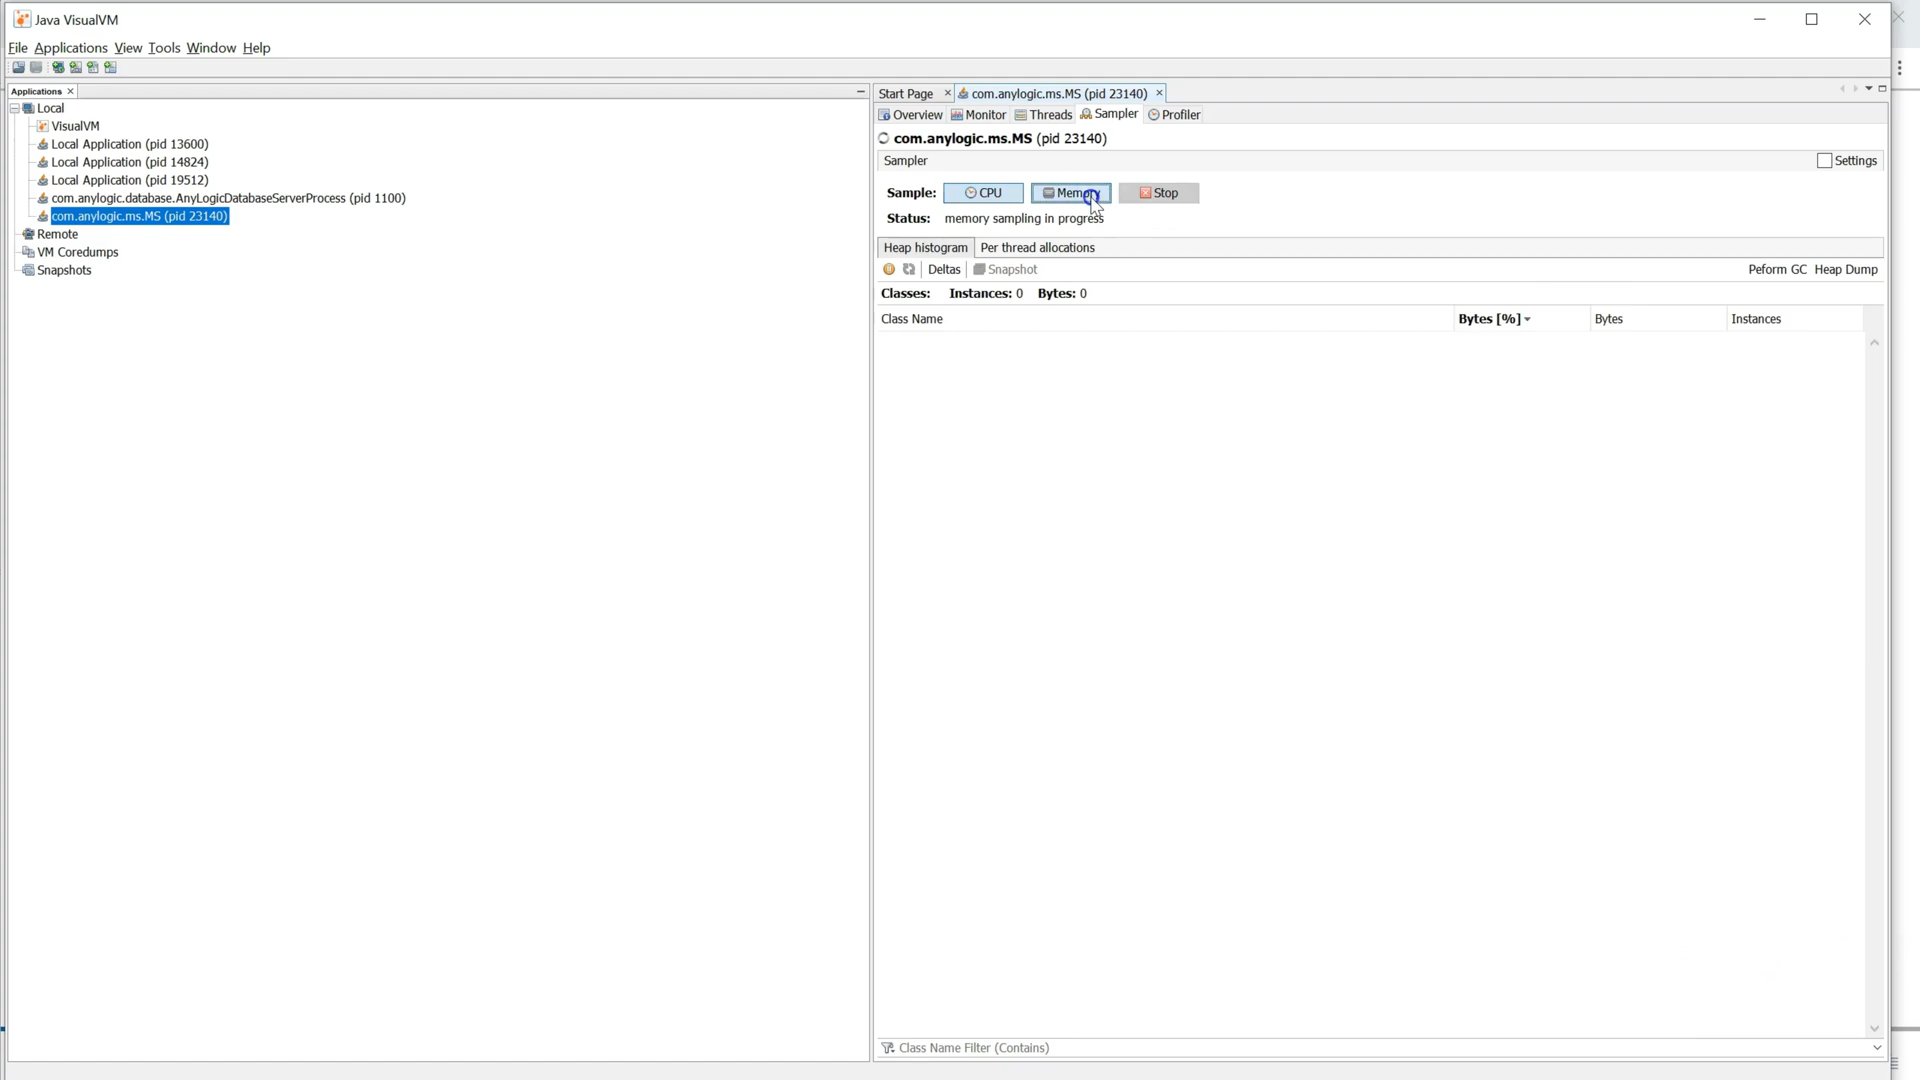 Java VisualVM
File Applications View Tools Window Help
Applications
Local
VisualVM
Local Application (pid 13600)
Local Application (pid 14824)
Local Application (pid 19512)
com.anylogic.database.AnyLogicDatabaseServerProcess (pid 1100)
com.anylogic.ms.MS (pid 23140)
Remote
VM Coredumps
Snapshots
Start Page com.anylogic.ms.MS (pid 23140)
Overview Monitor Threads Sampler Profiler
com.anylogic.ms.MS (pid 23140)
Sampler Settings
Sample: CPU Memory Stop
Status: memory sampling in progress
Heap histogram Per thread allocations
Deltas Snapshot Peform GC Heap Dump
Classes: Instances: 0 Bytes: 0
Class Name Bytes [%] Bytes Instances
Class Name Filter (Contains)